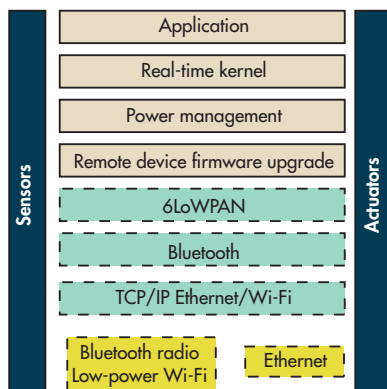 Application
Real-time kernel
Power management
Remote device firmware upgrade
6LoWPAN
Bluetooth
TCP/IP Ethernet/Wi-Fi
Bluetooth radio
Low-power Wi-Fi
Ethernet
Sensors
Actuators